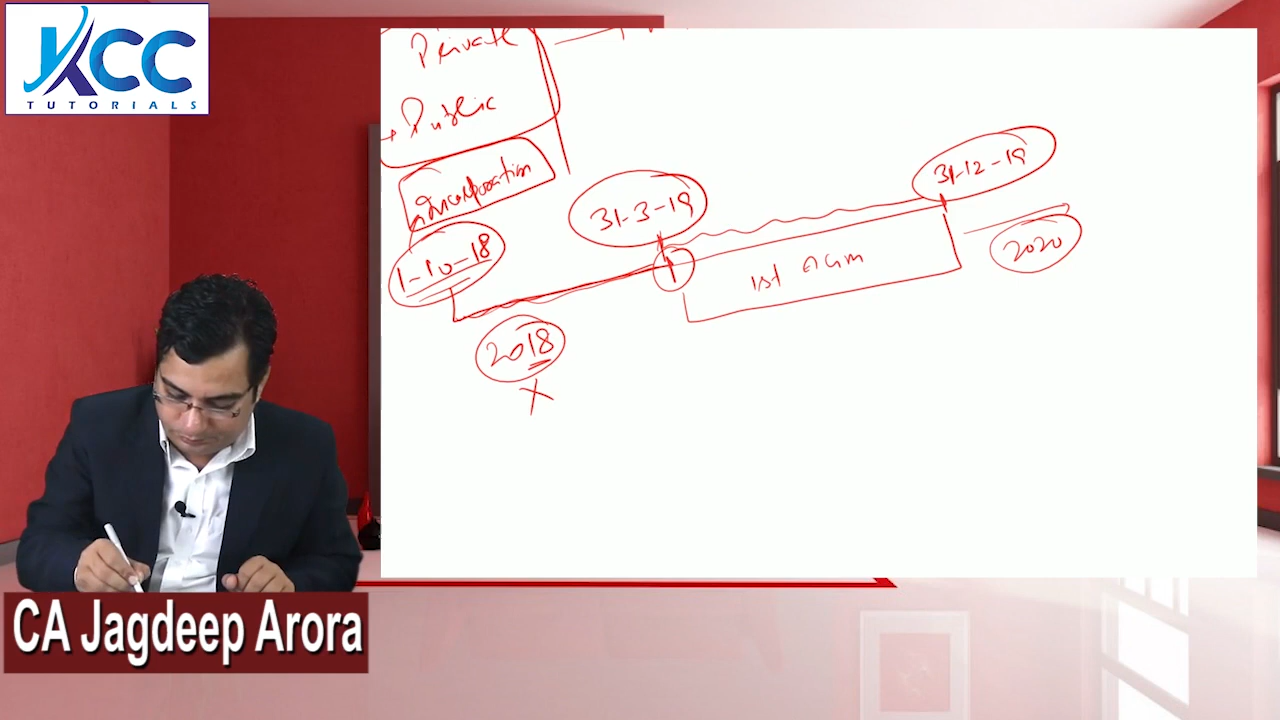 KCC
TUTORIALS
Private
Public
Incorporation
1-10-18
31-3-19
31-12-19
1st AGM
2020
2018
X
CA Jagdeep Arora